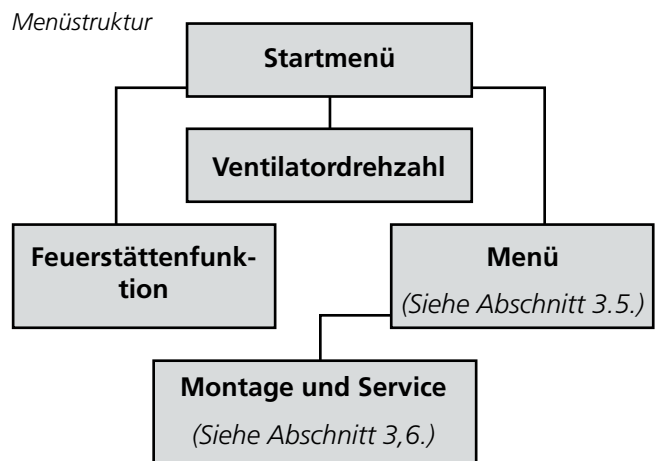 Menüstruktur
Startmenü
Ventilatordrehzahl
Feuerstättenfunk-
tion
Menü
(Siehe Abschnitt 3.5.)
Montage und Service
(Siehe Abschnitt 3,6.)